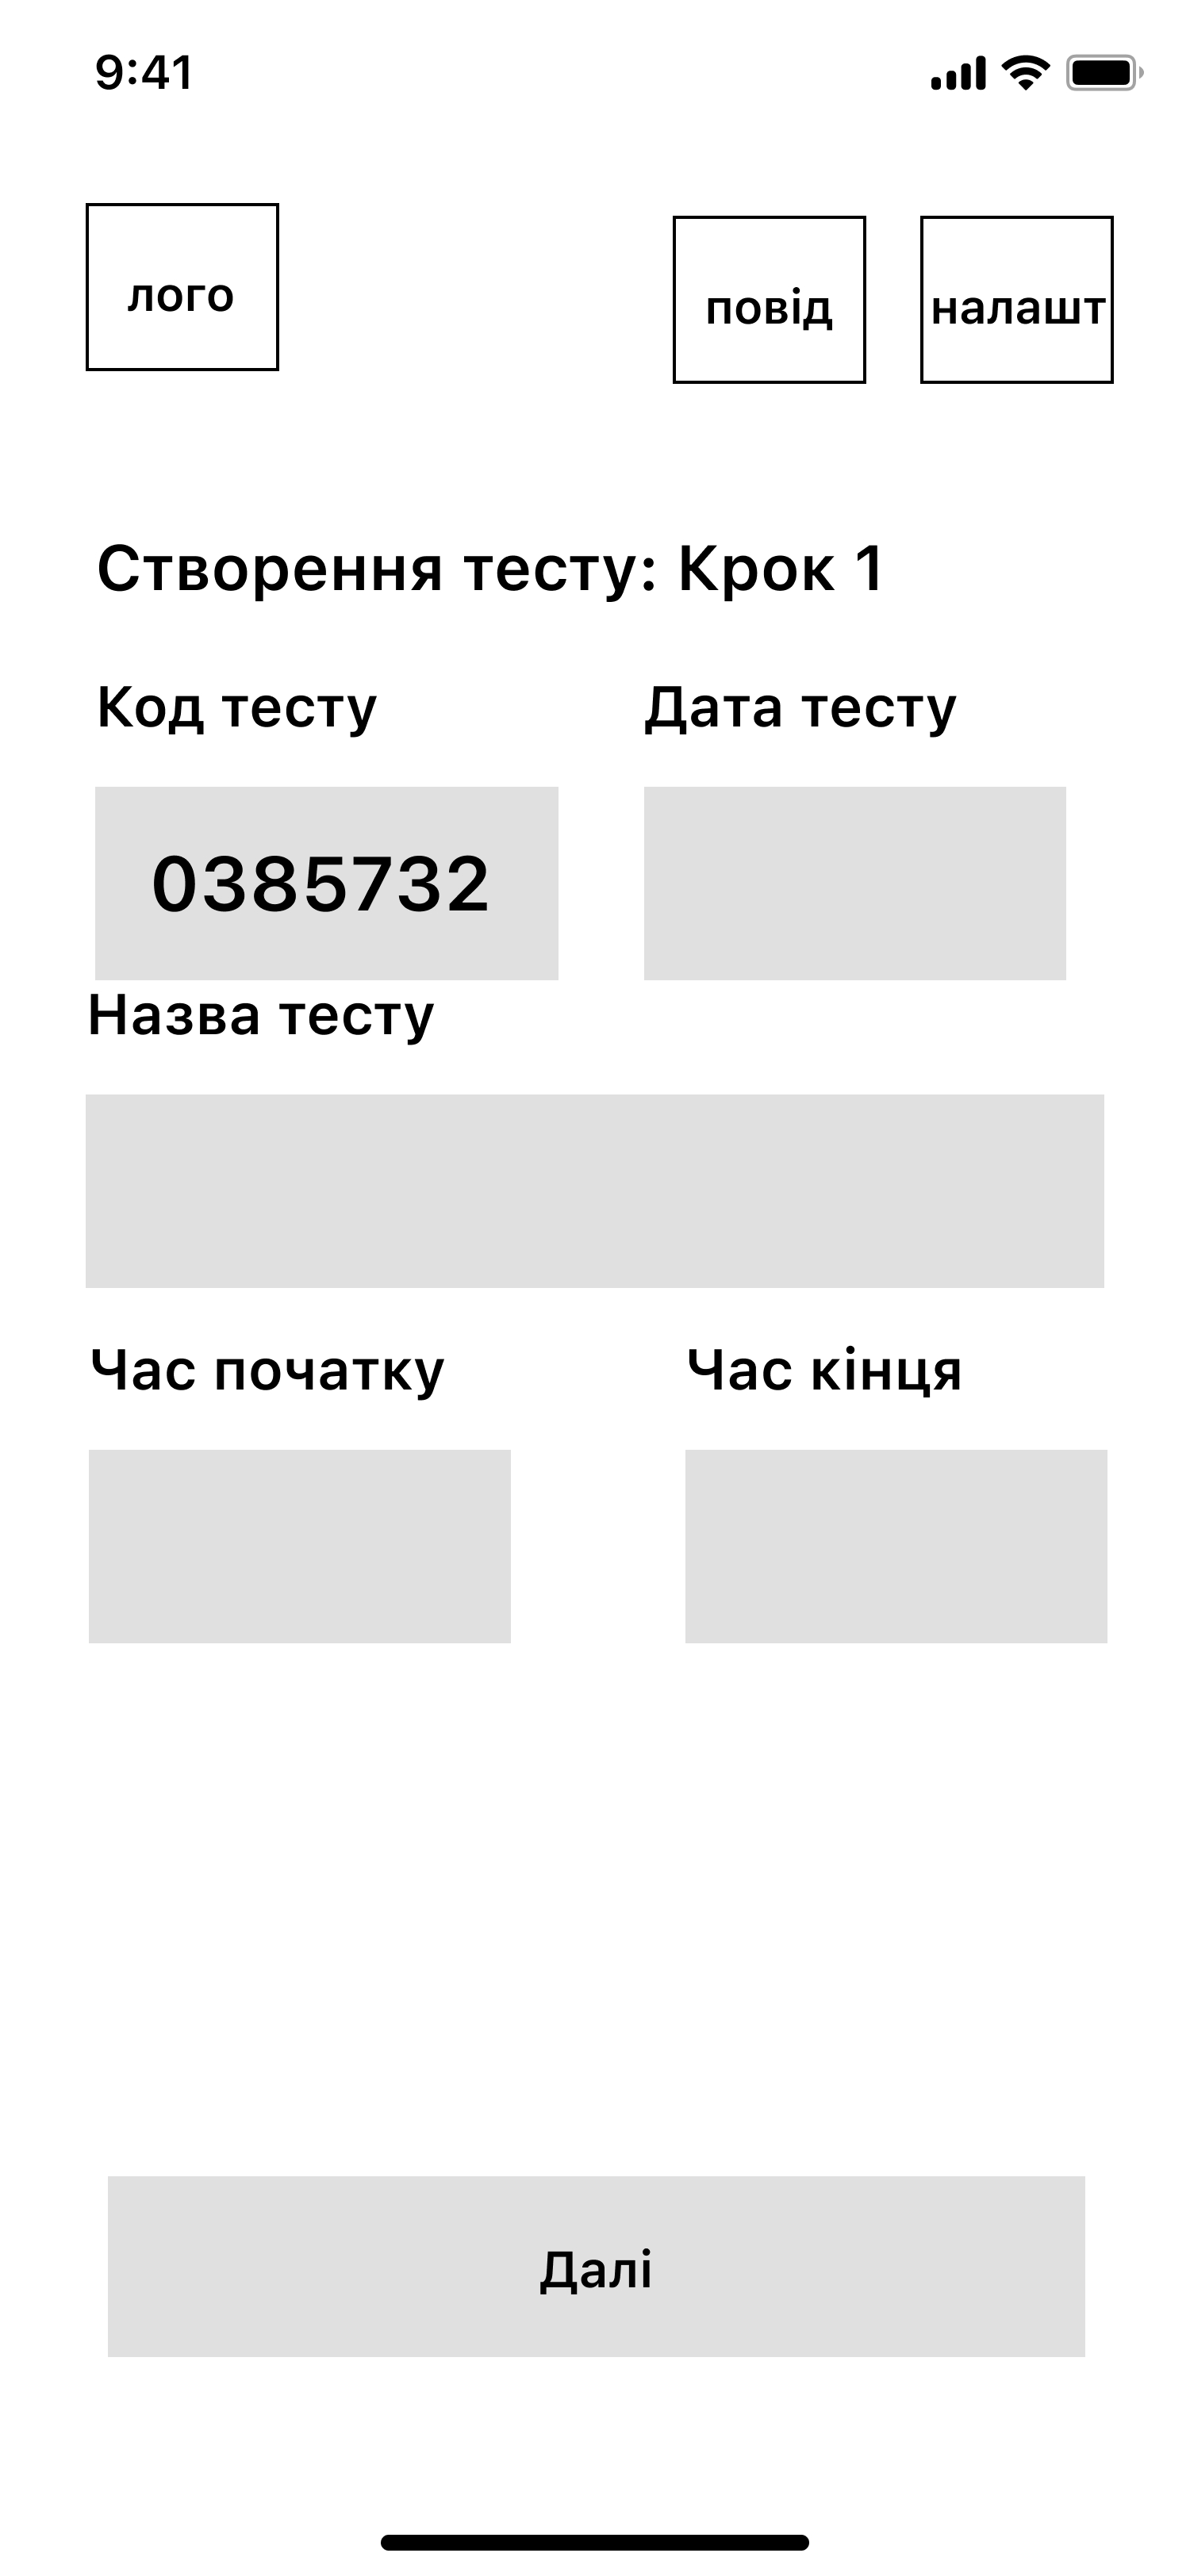 9:41
лого
повід
налашт
Створення тесту: Крок 1
Код тесту
Дата тесту
0385732
Назва тесту
Час початку
Час кінця
Далі